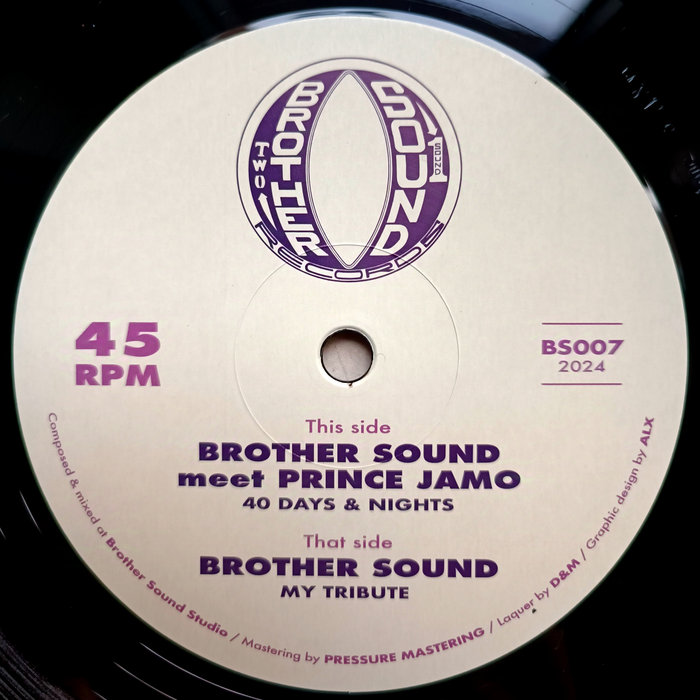 BROTHER
SOUND
TWO
1
SOUND
RECORDS
45
RPM
BS007
2024
This side
BROTHER SOUND
meet PRINCE JAMO
40 DAYS & NIGHTS
That side
BROTHER SOUND
MY TRIBUTE
Composed & mixed at Brother Sound Studio / Mastering by PRESSURE MASTERING / Laquer by D&M / Graphic design by ALX